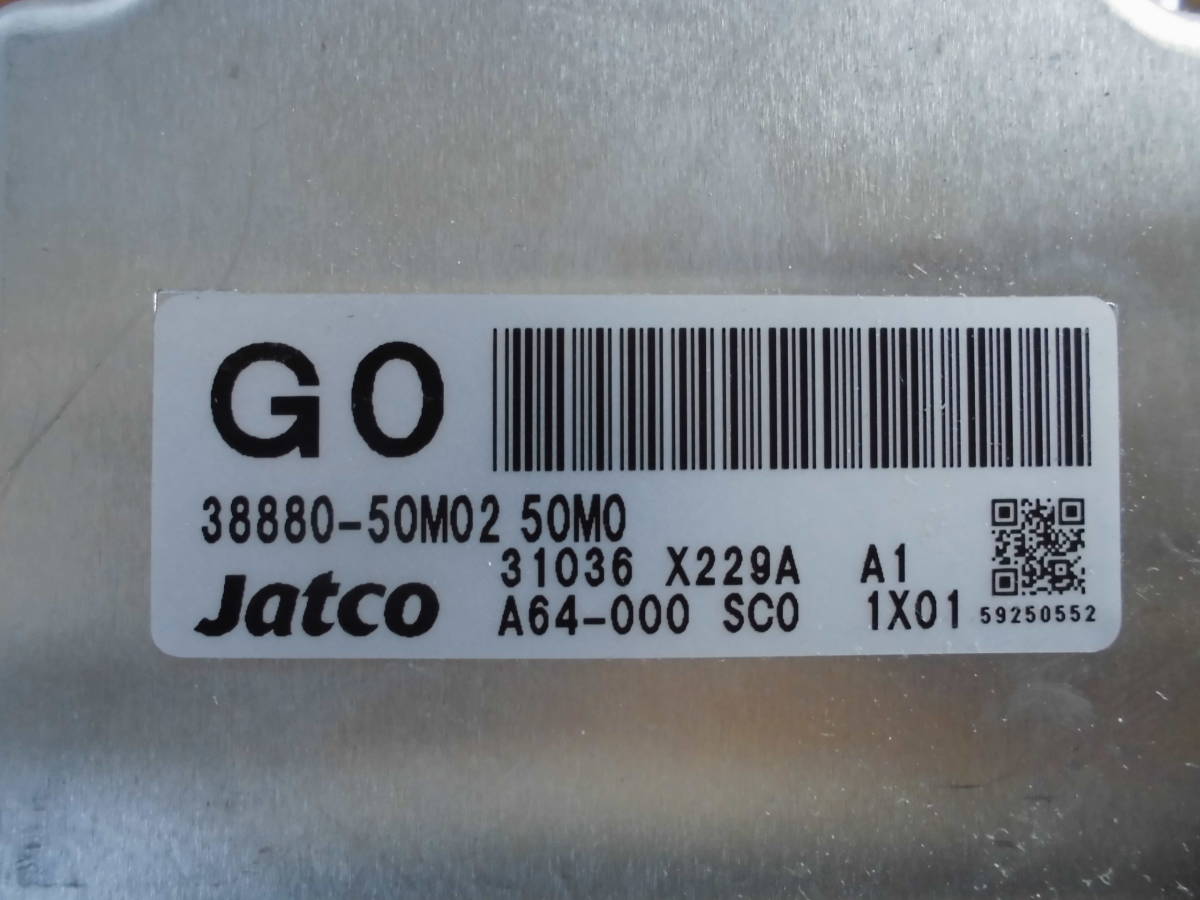 GO
38880-50M02 50M0
31036 X229A A1
Jatco A64-000 SC0 1X01
59250552